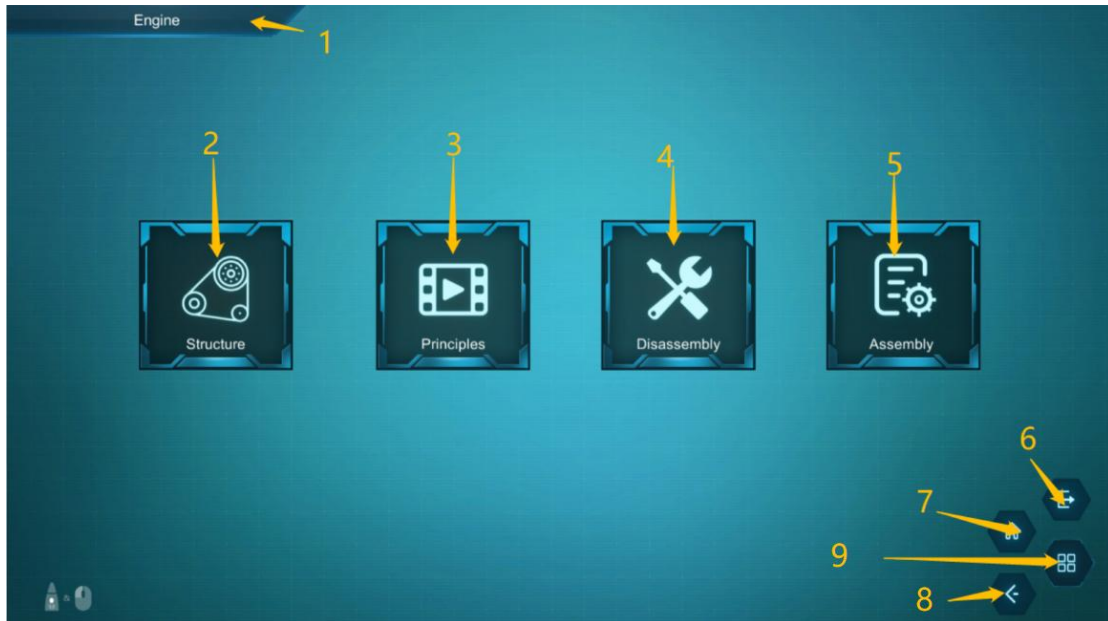 Engine
1
2
3
4
5
Structure
Principles
Disassembly
Assembly
6
7
9
8